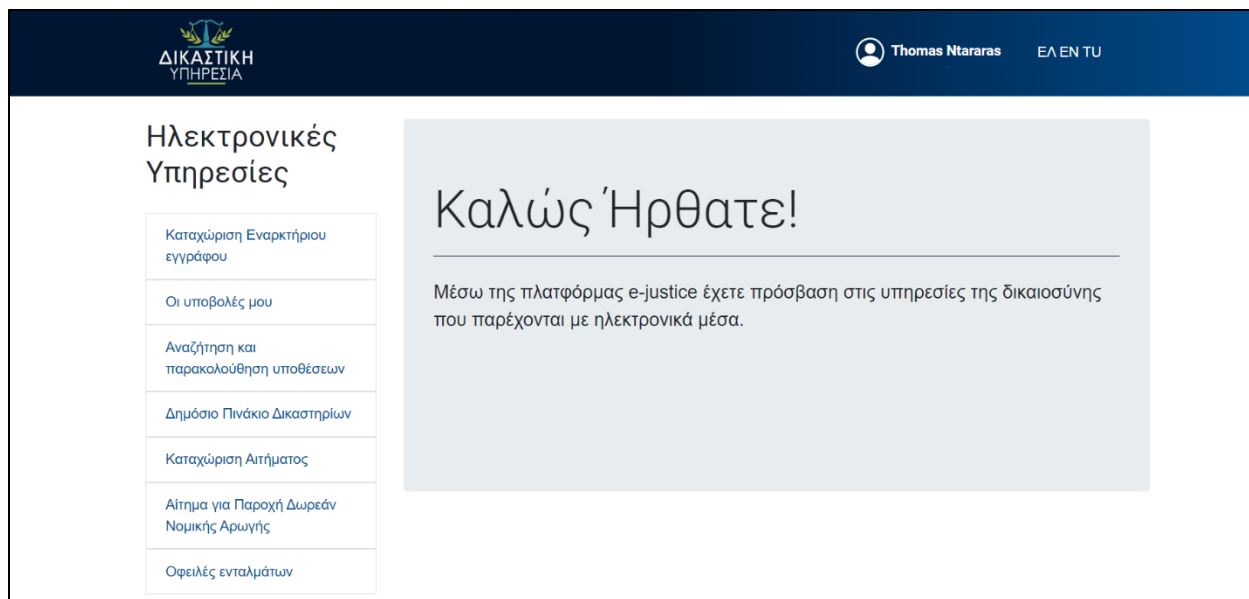 ΔΙΚΑΣΤΙΚΗ
ΥΠΗΡΕΣΙΑ
Thomas Ntararas
ΕΛ EN TU
Ηλεκτρονικές
Υπηρεσίες
Καταχώριση Εναρκτήριου
εγγράφου
Οι υποβολές μου
Αναζήτηση και
παρακολούθηση υποθέσεων
Δημόσιο Πινάκιο Δικαστηρίων
Καταχώριση Αιτήματος
Αίτημα για Παροχή Δωρεάν
Νομικής Αρωγής
Οφειλές ενταλμάτων
Καλώς Ήρθατε!
Μέσω της πλατφόρμας e-justice έχετε πρόσβαση στις υπηρεσίες της δικαιοσύνης
που παρέχονται με ηλεκτρονικά μέσα.